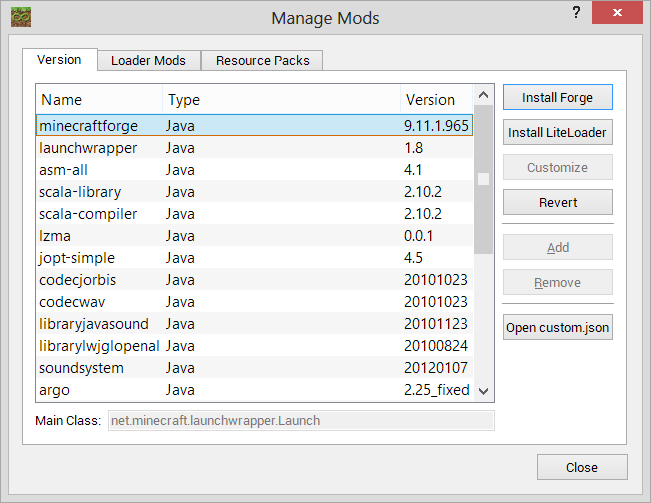 Manage Mods
?
Version Loader Mods Resource Packs
Name Type Version
minecraftforge Java 9.11.1.965
launchwrapper Java 1.8
asm-all Java 4.1
scala-library Java 2.10.2
scala-compiler Java 2.10.2
lzma Java 0.0.1
jopt-simple Java 4.5
codecjorbis Java 20101023
codecwav Java 20101023
libraryjavasound Java 20101123
librarylwjglopenal Java 20100824
soundsystem Java 20120107
argo Java 2.25_fixed
Main Class: net.minecraft.launchwrapper.Launch
Install Forge
Install LiteLoader
Customize
Revert
Add
Remove
Open custom.json
Close